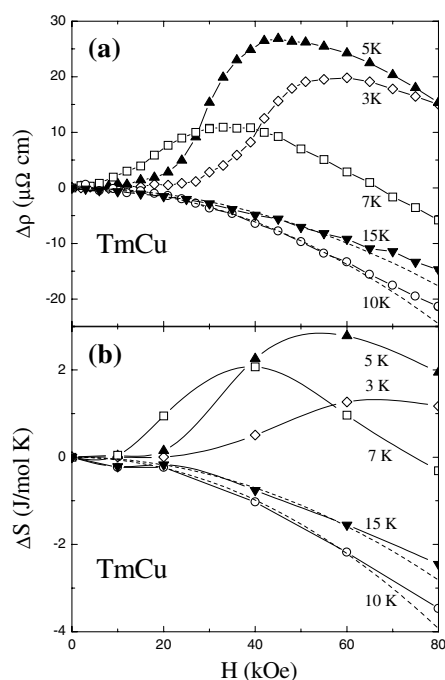 (a)
30
20
10
0
-10
-20
Δρ (μΩ cm)
5K
3K
7K
15K
10K
TmCu
(b)
2
0
-2
-4
ΔS (J/mol K)
5 K
3 K
7 K
15 K
10 K
TmCu
0 20 40 60 80
H (kOe)